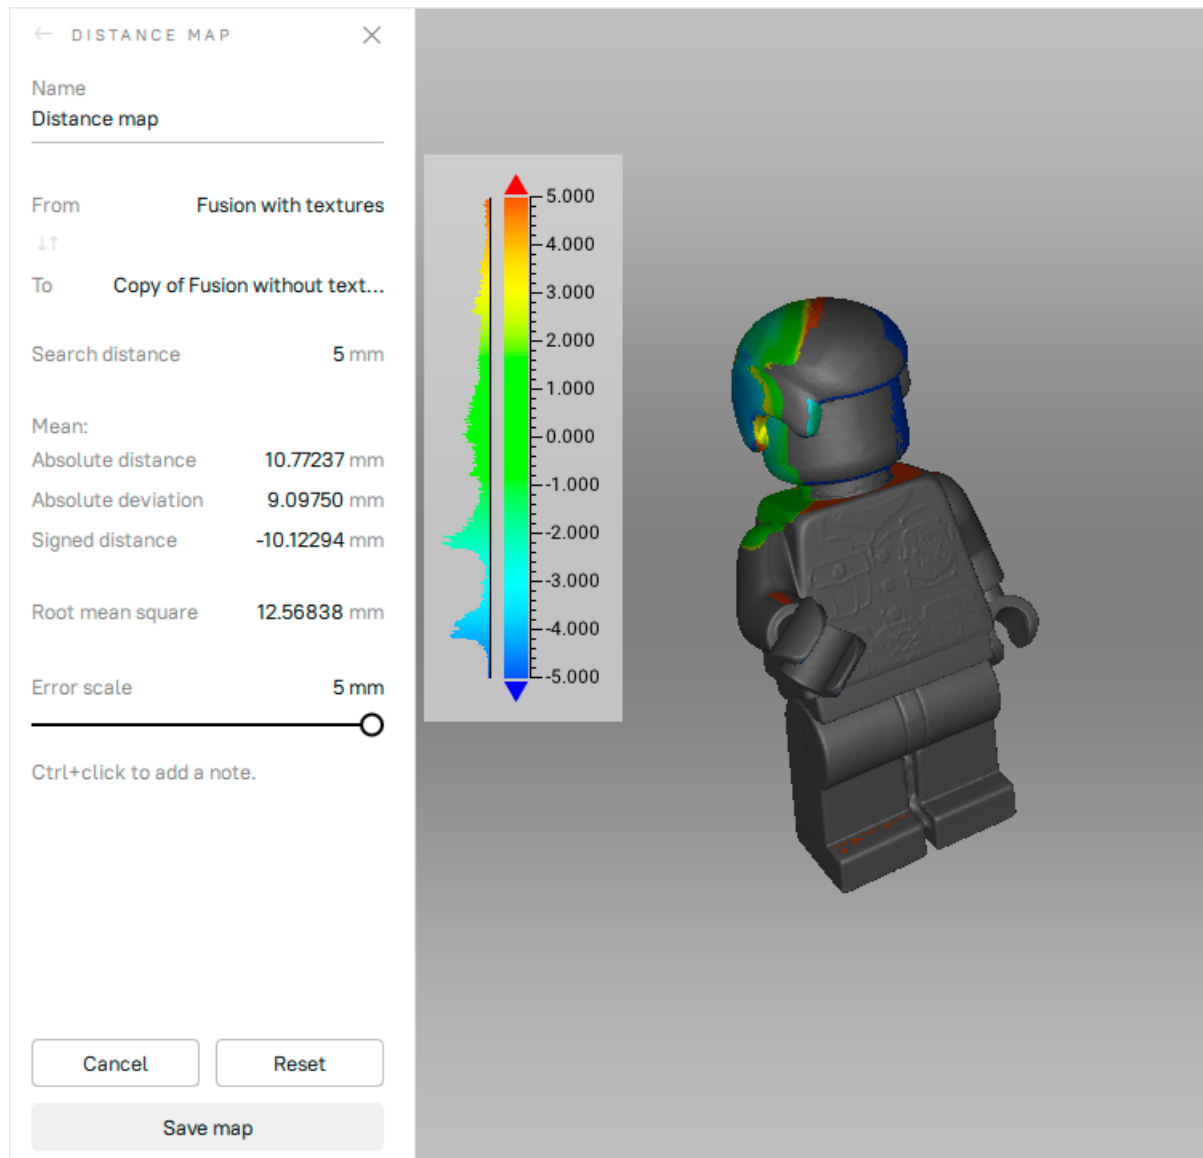 DISTANCE MAP
Name
Distance map
From Fusion with textures
To Copy of Fusion without text...
Search distance 5 mm
Mean:
Absolute distance 10.77237 mm
Absolute deviation 9.09750 mm
Signed distance -10.12294 mm
Root mean square 12.56838 mm
Error scale 5 mm
Ctrl+click to add a note.
Cancel Reset
Save map
5.000
4.000
3.000
2.000
1.000
0.000
-1.000
-2.000
-3.000
-4.000
-5.000